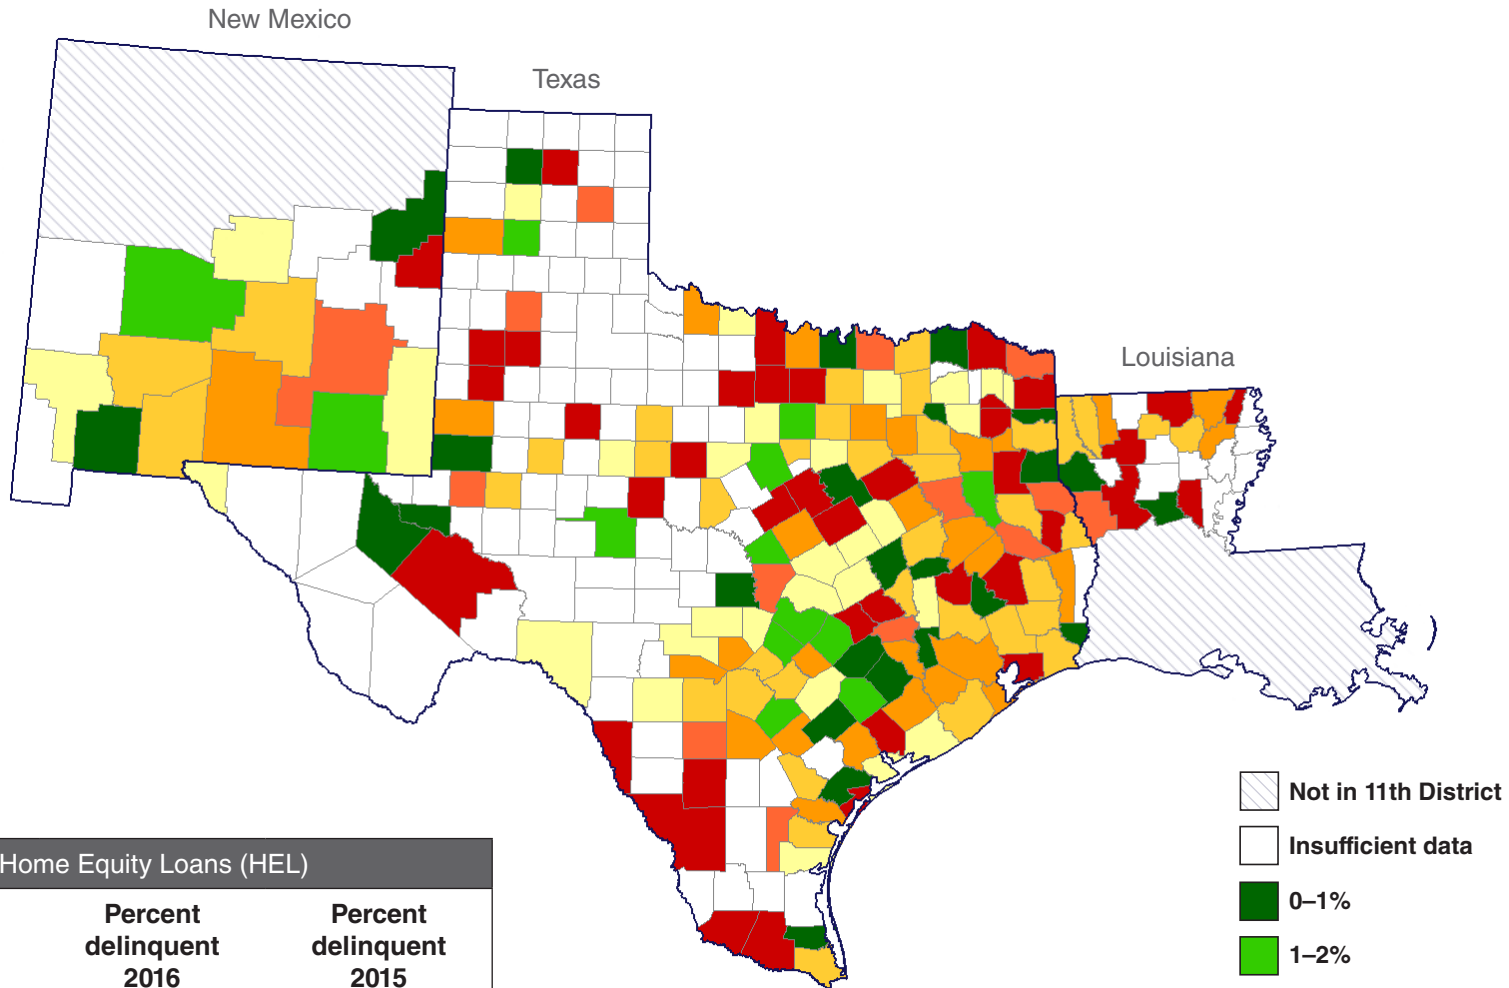 New Mexico
Texas
Louisiana
Not in 11th District
Insufficient data
0–1%
1–2%
Home Equity Loans (HEL)
Percent
delinquent
2016
Percent
delinquent
2015